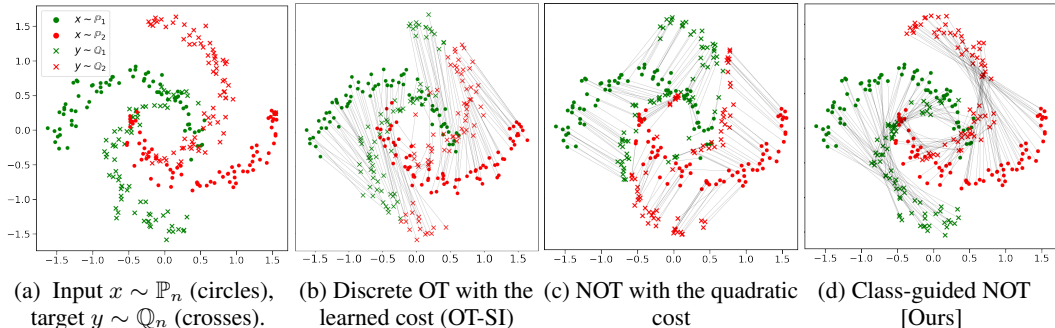 x ~ ℙ₁
x ~ ℙ₂
y ~ ℚ₁
y ~ ℚ₂
1.5
1.0
0.5
0.0
−0.5
−1.0
−1.5
−1.5 −1.0 −0.5 0.0 0.5 1.0 1.5
−1.5 −1.0 −0.5 0.0 0.5 1.0 1.5
−1.5 −1.0 −0.5 0.0 0.5 1.0 1.5
−1.5 −1.0 −0.5 0.0 0.5 1.0 1.5
(a) Input x ∼ ℙₙ (circles),
target y ∼ ℚₙ (crosses).
(b) Discrete OT with the
learned cost (OT-SI)
(c) NOT with the quadratic
cost
(d) Class-guided NOT
[Ours]